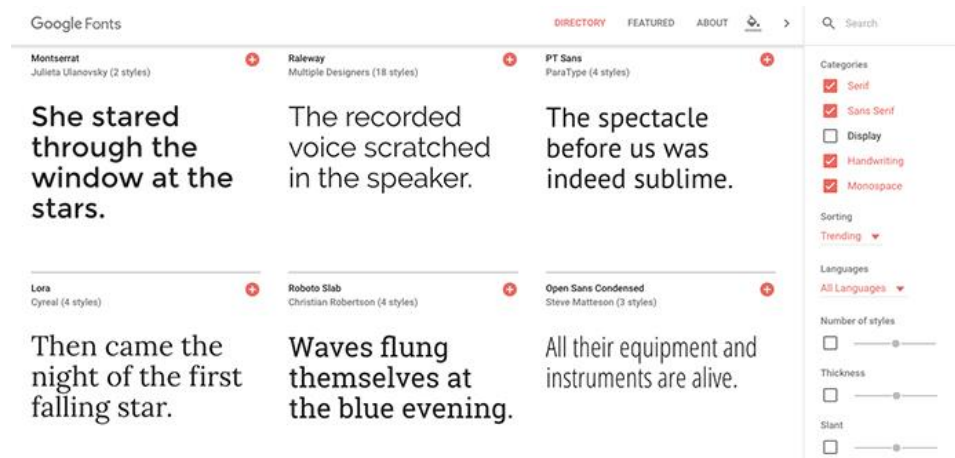 Google Fonts
DIRECTORY FEATURED ABOUT
Search
Montserrat
Julieta Ulanovsky (2 styles)
She stared
through the
window at the
stars.
Raleway
Multiple Designers (18 styles)
The recorded
voice scratched
in the speaker.
PT Sans
ParaType (4 styles)
The spectacle
before us was
indeed sublime.
Lora
Cyreal (4 styles)
Then came the
night of the first
falling star.
Roboto Slab
Christian Robertson (4 styles)
Waves flung
themselves at
the blue evening.
Open Sans Condensed
Steve Matteson (3 styles)
All their equipment and
instruments are alive.
Categories
Serif
Sans Serif
Display
Handwriting
Monospace
Sorting
Trending
Languages
All Languages
Number of styles
Thickness
Slant